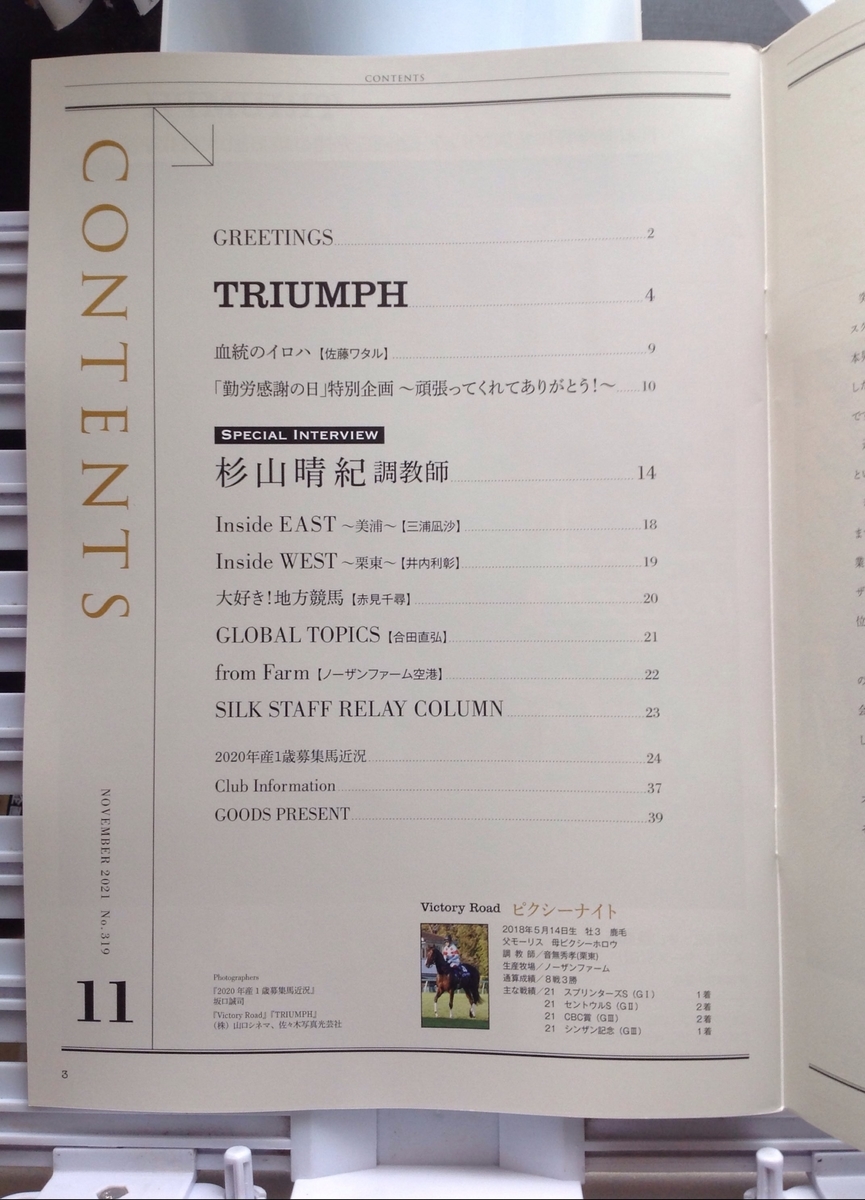 CONTENTS
CONTENTS
GREETINGS 2
TRIUMPH 4
血統のイロハ【佐藤ワタル】 9
「勤労感謝の日」特別企画 〜頑張ってくれてありがとう!〜 10
SPECIAL INTERVIEW
杉山晴紀 調教師 14
Inside EAST 〜美浦〜【三浦凪沙】 18
Inside WEST 〜栗東〜【井内利彰】 19
大好き!地方競馬【赤見千尋】 20
GLOBAL TOPICS【合田直弘】 21
from Farm【ノーザンファーム空港】 22
SILK STAFF RELAY COLUMN 23
2020年産1歳募集馬近況 24
Club Information 37
GOODS PRESENT 39
NOVEMBER 2021 No.319
11
Photographers
『2020年産1歳募集馬近況』
坂口誠司
『Victory Road』『TRIUMPH』
(株)山口シネマ、佐々木写真光芸社
Victory Road ピクシーナイト
2018年5月14日生 牡3 鹿毛
父モーリス 母ピクシーホロウ
調教師/音無秀孝(栗東)
生産牧場/ノーザンファーム
通算成績/8戦3勝
主な戦績/21 スプリンターズS(GⅠ) 1着
21 セントウルS(GⅡ) 2着
21 CBC賞(GⅢ) 2着
21 シンザン記念(GⅢ) 1着
3